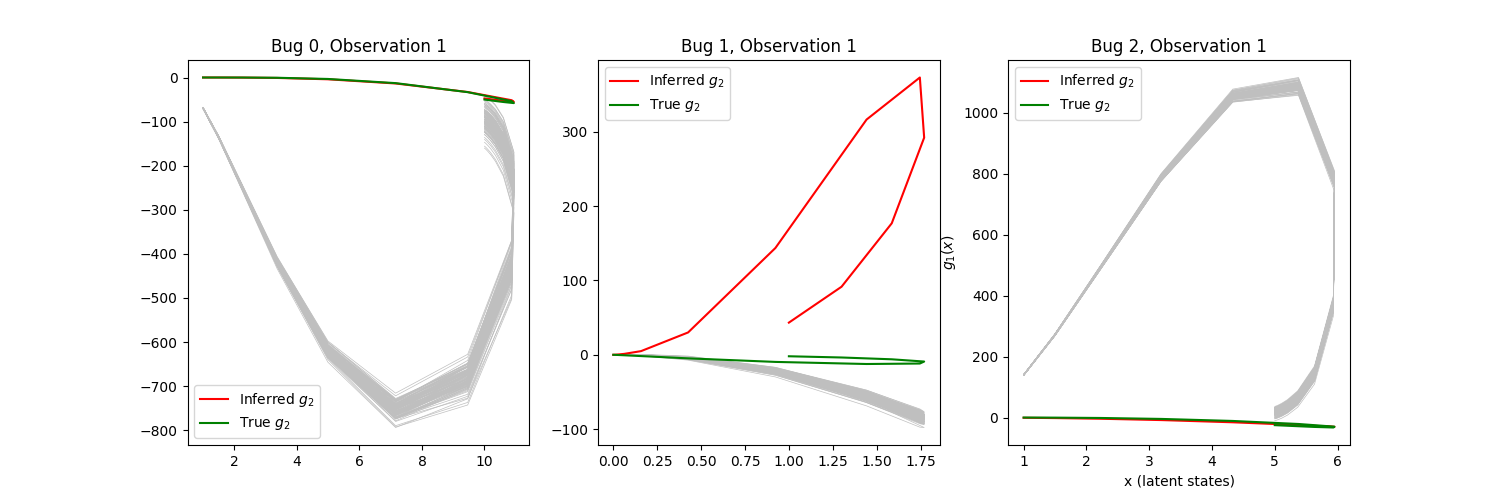 Bug 0, Observation 1
0
−100
−200
−300
−400
−500
−600
−700
−800
2 4 6 8 10
Inferred g₂
True g₂
Bug 1, Observation 1
300
200
100
0
−100
0.00 0.25 0.50 0.75 1.00 1.25 1.50 1.75
Inferred g₂
True g₂
Bug 2, Observation 1
g₁(x)
1000
800
600
400
200
0
1 2 3 4 5 6
x (latent states)
Inferred g₂
True g₂